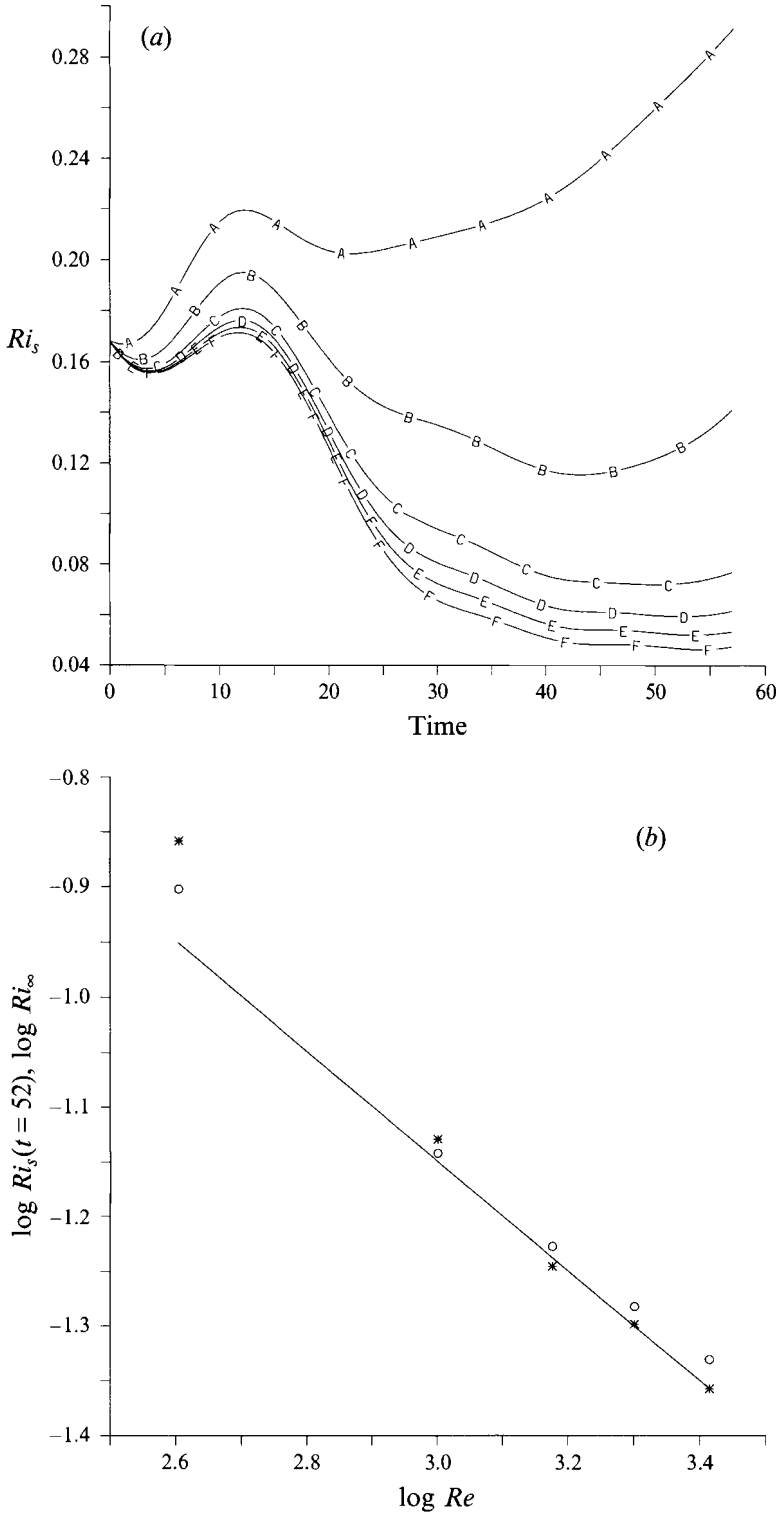 (a)
0.28
0.24
0.20
Ri_s
0.16
0.12
0.08
0.04
A A A A A A A A A A A
B B B B B B B B B B
C C C C C C C C C
D D D D D D D D D
E E E E E E E E E
F F F F F F F F F
0 10 20 30 40 50 60
Time
(b)
−0.8
−0.9
−1.0
−1.1
−1.2
−1.3
−1.4
log Ri_s(t = 52), log Ri_∞
2.6 2.8 3.0 3.2 3.4
log Re